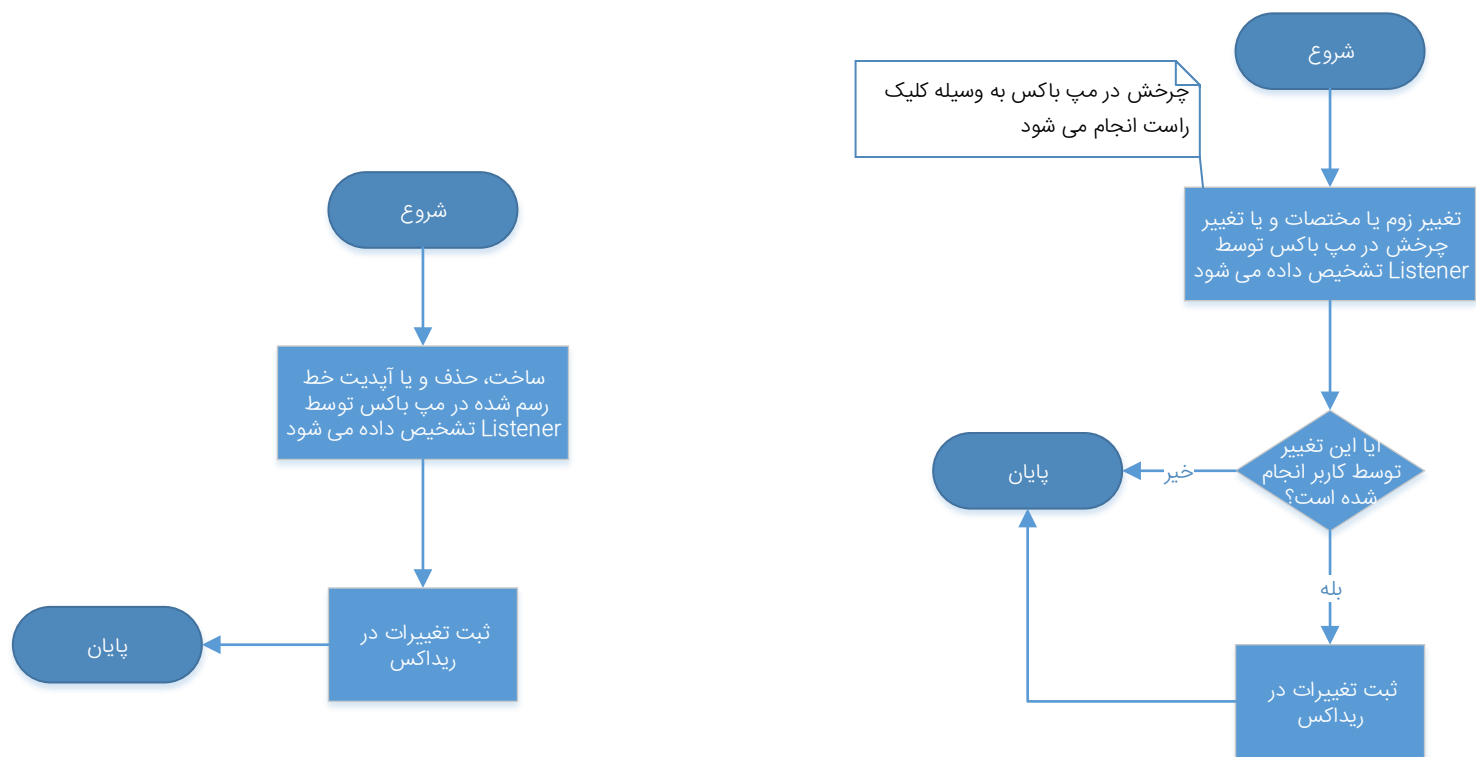 شروع
چرخش در مپ باکس به وسیله کلیک
راست انجام می شود
تغییر زوم یا مختصات و یا تغییر
چرخش در مپ باکس توسط
Listener تشخیص داده می شود
آیا این تغییر
توسط کاربر انجام
شده است؟
خیر
پایان
بله
ثبت تغییرات در
ریداکس
شروع
ساخت، حذف و یا آپدیت خط
رسم شده در مپ باکس توسط
Listener تشخیص داده می شود
ثبت تغییرات در
ریداکس
پایان